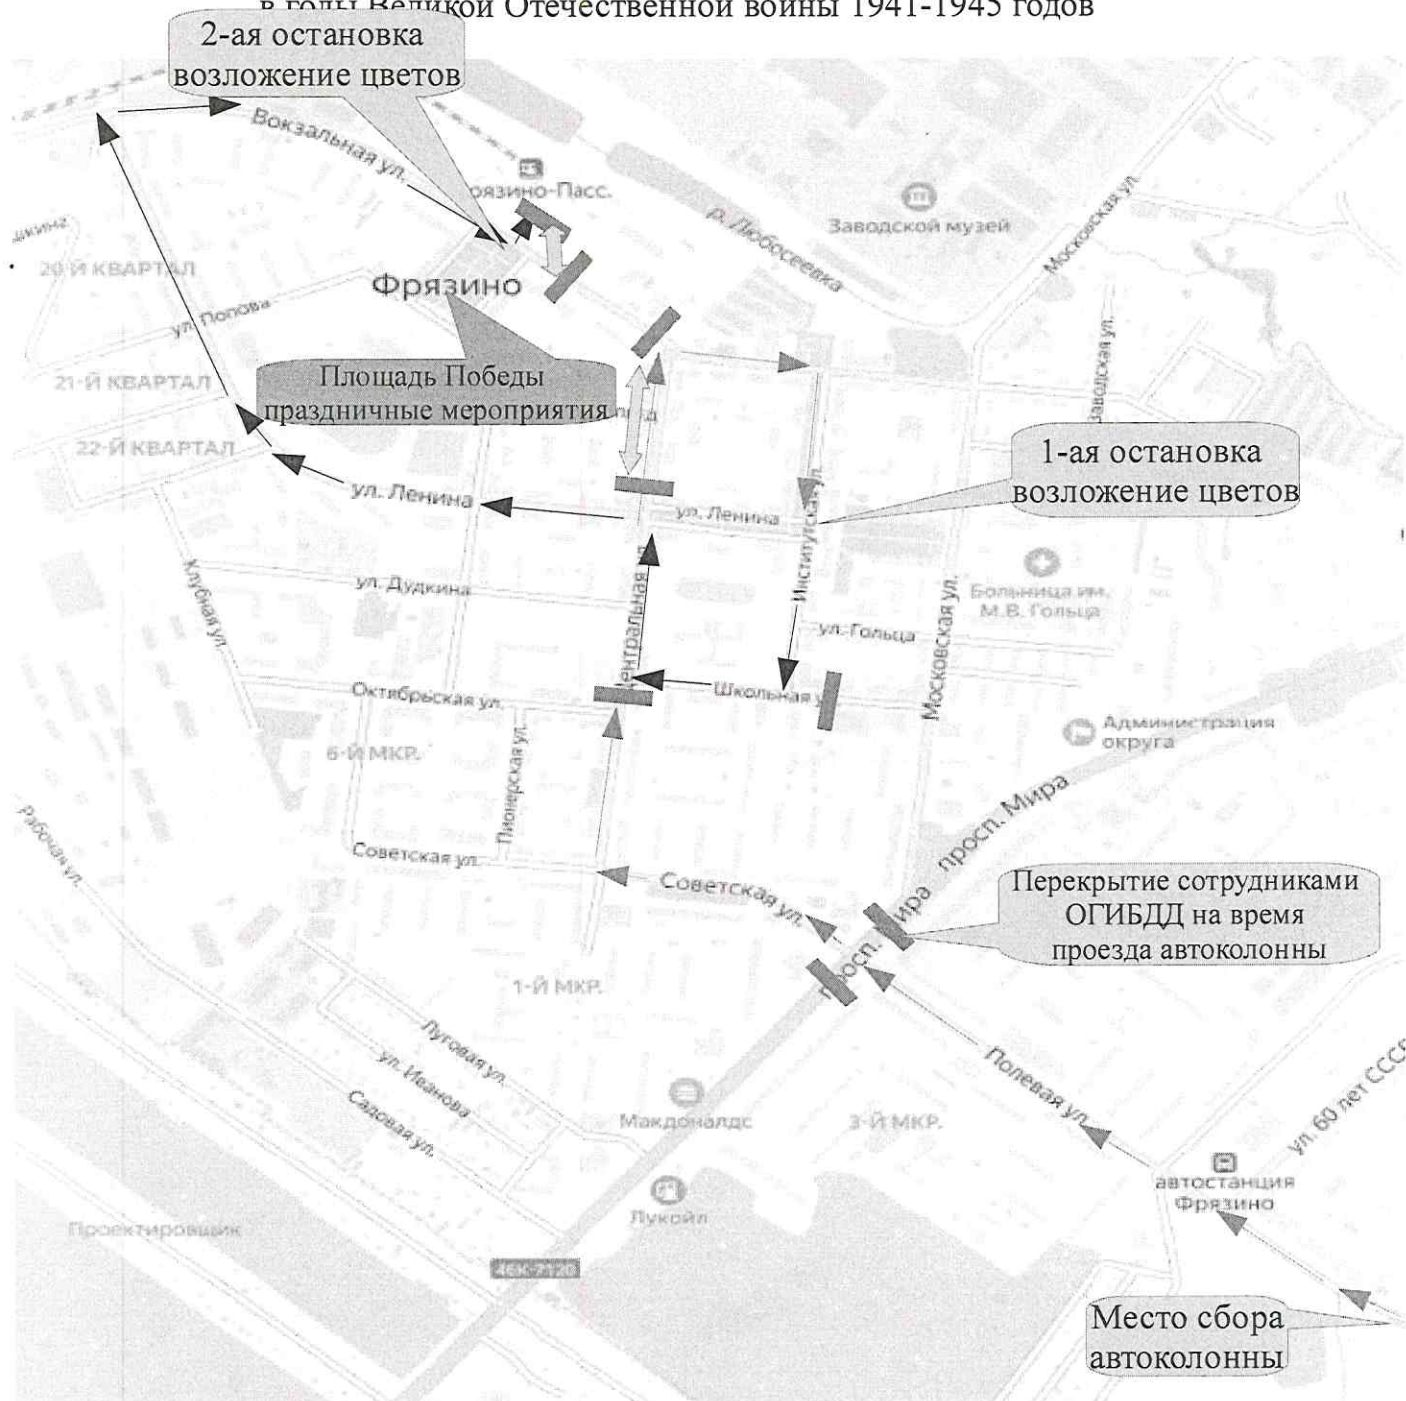 в годы Великой Отечественной войны 1941-1945 годов
2-ая остановка
возложение цветов
Вокзальная ул.
рязино-Пасс.
р. Любосеевка
Заводской музей
Московская ул.
20-Й КВАРТАЛ
Фрязино
ул. Попова
21-Й КВАРТАЛ
Площадь Победы
праздничные мероприятия
Заводская ул.
22-Й КВАРТАЛ
1-ая остановка
возложение цветов
ул. Ленина
ул. Ленина
Институтская ул.
Клубная ул.
ул. Дудкина
Центральная ул.
Больница им.
М.В. Гольца
ул. Гольца
Московская ул.
Октябрьская ул.
Школьная у
Администрация
округа
6-Й МКР.
Пионерская ул.
просп. Мира
Рабочая ул.
Советская ул.
Советская ул.
просп. Мира
Перекрытие сотрудниками
ОГИБДД на время
проезда автоколонны
1-Й МКР.
Луговая ул.
ул. Иванова
Садовая ул.
Полевая ул.
ул. 60 лет СССР
Макдоналдс
3-Й МКР.
автостанция
Фрязино
Лукойл
Проектировщик
46К-7120
Место сбора
автоколонны